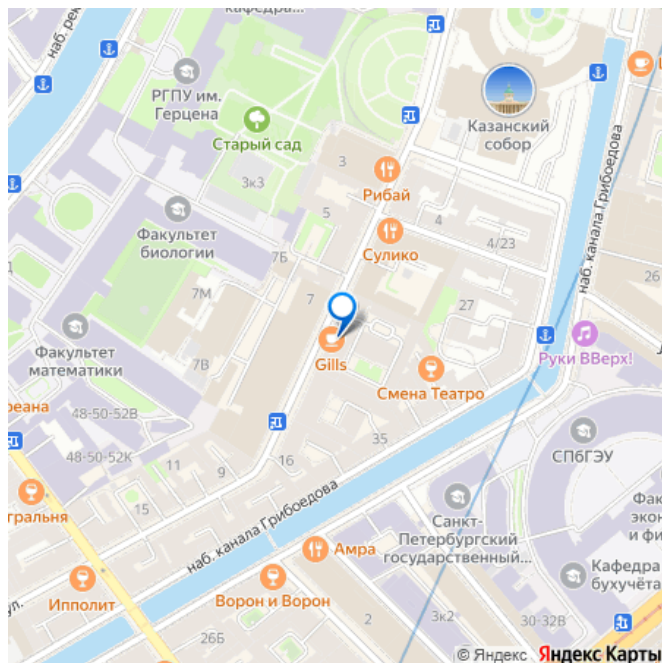 кафедра...
наб. рек
РГПУ им.
Герцена
Казанский
собор
Старый сад
3
наб. канала Грибоедова
3к3
Рибай
5
4
Факультет
биологии
Сулико
4/23
7Б
26
7М
7
27
Факультет
математики
Gills
Руки ВВерх!
7В
Смена Театро
реана
48-50-52В
35
СПбГЭУ
48-50-52К
11
9
16
Фак
экон
и фи
тральня
15
Санкт-
Петербургский
государственный...
наб. канала Грибоедова
Амра
Кафедра
бухучёта
ул.
Ипполит
Ворон и Ворон
2
3к2
30-32В
26Б
© Яндекс Яндекс Карты